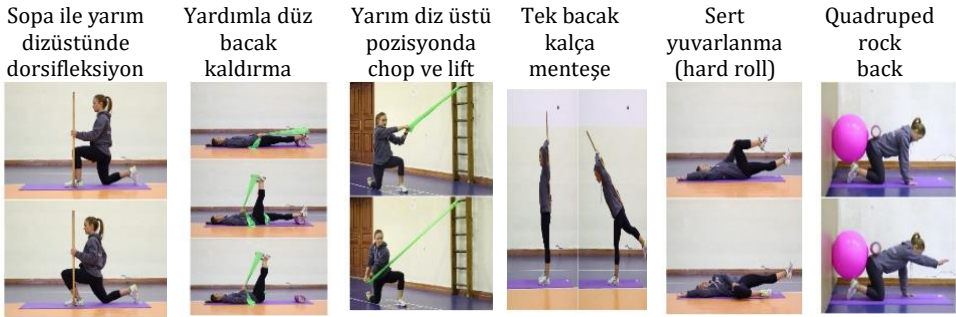 Sopa ile yarım
dizüstünde
dorsifleksiyon
Yardımla düz
bacak
kaldırma
Yarım diz üstü
pozisyonda
chop ve lift
Tek bacak
kalça
menteşe
Sert
yuvarlanma
(hard roll)
Quadruped
rock
back